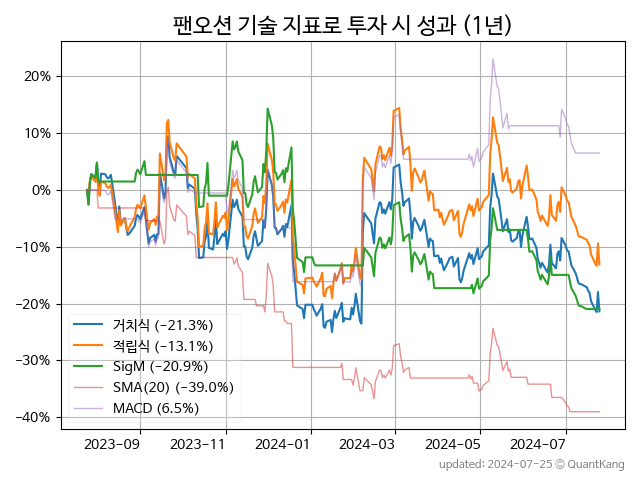 팬오션 기술 지표로 투자 시 성과 (1년)
20%
10%
0%
−10%
−20%
−30%
−40%
거치식 (−21.3%)
적립식 (−13.1%)
SigM (−20.9%)
SMA(20) (−39.0%)
MACD (6.5%)
2023-09 2023-11 2024-01 2024-03 2024-05 2024-07
updated: 2024-07-25 © QuantKang